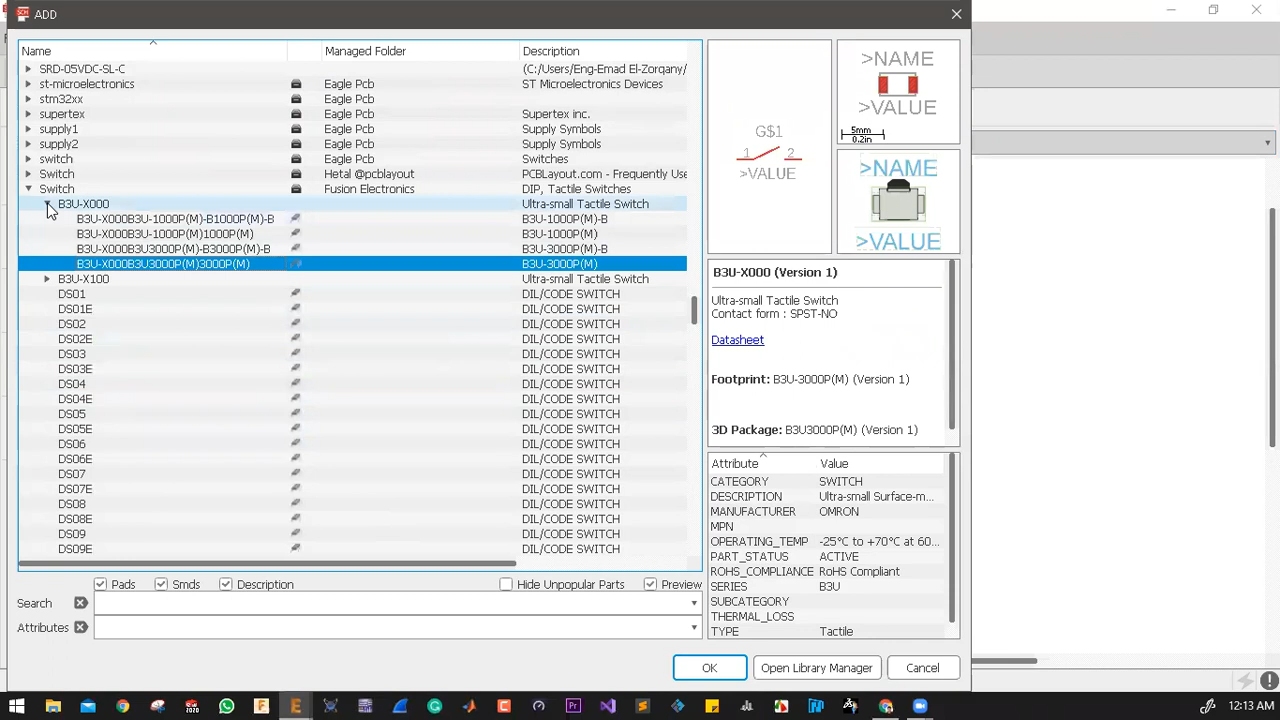 ADD
Name Managed Folder Description
SRD-05VDC-SL-C (C:/Users/Eng-Emad El-Zorqany/
st-microelectronics Eagle Pcb ST Microelectronics Devices
stm32xx Eagle Pcb
supertex Eagle Pcb Supertex inc.
supply1 Eagle Pcb Supply Symbols
supply2 Eagle Pcb Supply Symbols
switch Eagle Pcb Switches
Switch Hetal @pcblayout PCBLayout.com - Frequently Use
Switch Fusion Electronics DIP, Tactile Switches
B3U-X000 Ultra-small Tactile Switch
B3U-X000B3U-1000P(M)-B1000P(M)-B B3U-1000P(M)-B
B3U-X000B3U-1000P(M)1000P(M) B3U-1000P(M)
B3U-X000B3U3000P(M)-B3000P(M)-B B3U-3000P(M)-B
B3U-X000B3U3000P(M)3000P(M) B3U-3000P(M)
B3U-X100 Ultra-small Tactile Switch
DS01 DIL/CODE SWITCH
DS01E DIL/CODE SWITCH
DS02 DIL/CODE SWITCH
DS02E DIL/CODE SWITCH
DS03 DIL/CODE SWITCH
DS03E DIL/CODE SWITCH
DS04 DIL/CODE SWITCH
DS04E DIL/CODE SWITCH
DS05 DIL/CODE SWITCH
DS05E DIL/CODE SWITCH
DS06 DIL/CODE SWITCH
DS06E DIL/CODE SWITCH
DS07 DIL/CODE SWITCH
DS07E DIL/CODE SWITCH
DS08 DIL/CODE SWITCH
DS08E DIL/CODE SWITCH
DS09 DIL/CODE SWITCH
DS09E DIL/CODE SWITCH
Pads Smds Description Hide Unpopular Parts Preview
Search
Attributes
G$1
1 2
>VALUE
>NAME
>VALUE
5mm
0.2in
>NAME
>VALUE
B3U-X000 (Version 1)
Ultra-small Tactile Switch
Contact form : SPST-NO
Datasheet
Footprint: B3U-3000P(M) (Version 1)
3D Package: B3U3000P(M) (Version 1)
Attribute Value
CATEGORY SWITCH
DESCRIPTION Ultra-small Surface-m...
MANUFACTURER OMRON
MPN
OPERATING_TEMP -25°C to +70°C at 60...
PART_STATUS ACTIVE
ROHS_COMPLIANCE RoHS Compliant
SERIES B3U
SUBCATEGORY
THERMAL_LOSS
TYPE Tactile
OK Open Library Manager Cancel
12:13 AM